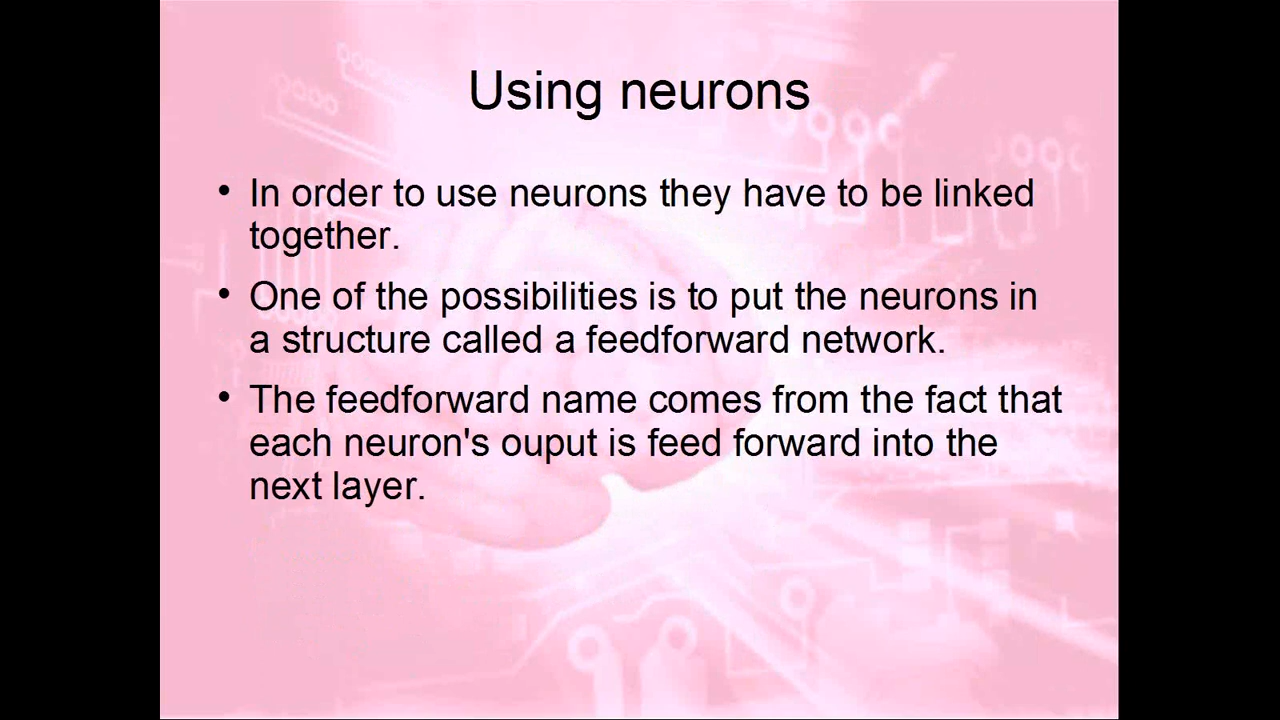 Using neurons
• In order to use neurons they have to be linked
together.
• One of the possibilities is to put the neurons in
a structure called a feedforward network.
• The feedforward name comes from the fact that
each neuron's ouput is feed forward into the
next layer.